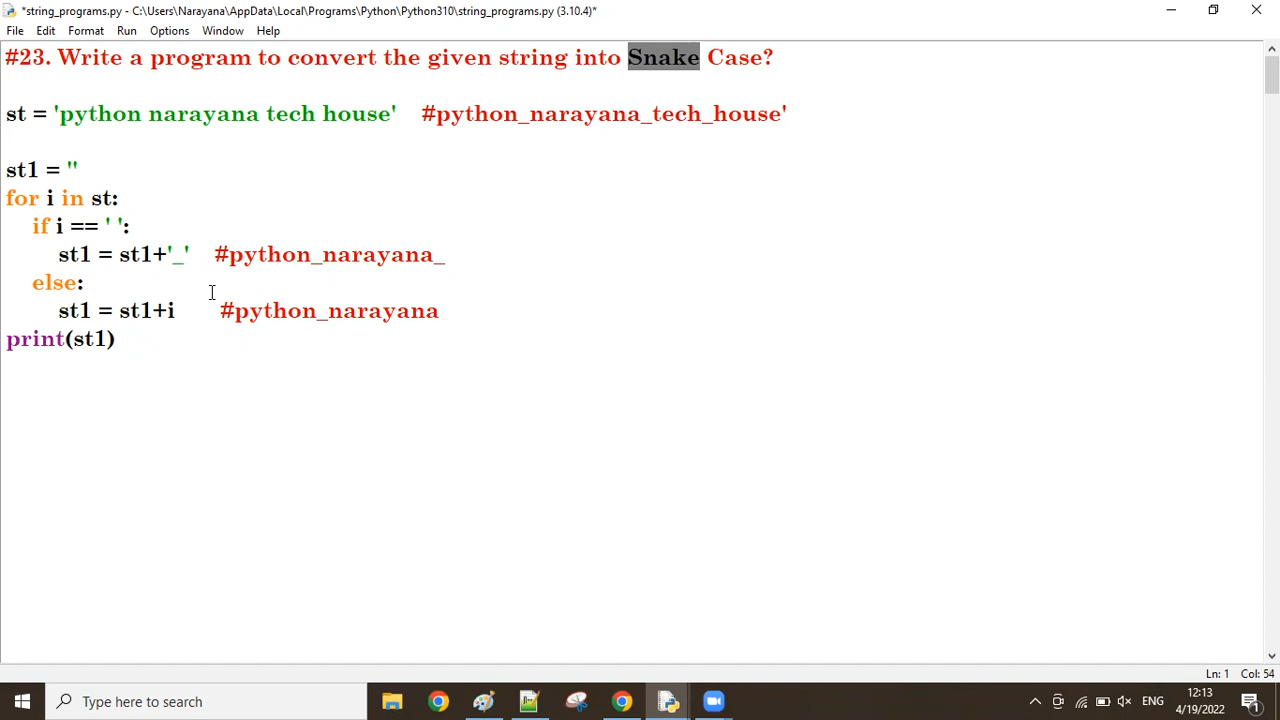 *string_programs.py - C:\Users\Narayana\AppData\Local\Programs\Python\Python310\string_programs.py (3.10.4)*
File Edit Format Run Options Window Help
#23. Write a program to convert the given string into Snake Case?
st = 'python narayana tech house' #python_narayana_tech_house'
st1 = ''
for i in st:
if i == ' ':
st1 = st1+'_' #python_narayana_
else:
st1 = st1+i #python_narayana
print(st1)
Ln: 1 Col: 54
Type here to search
ENG
12:13
4/19/2022
1